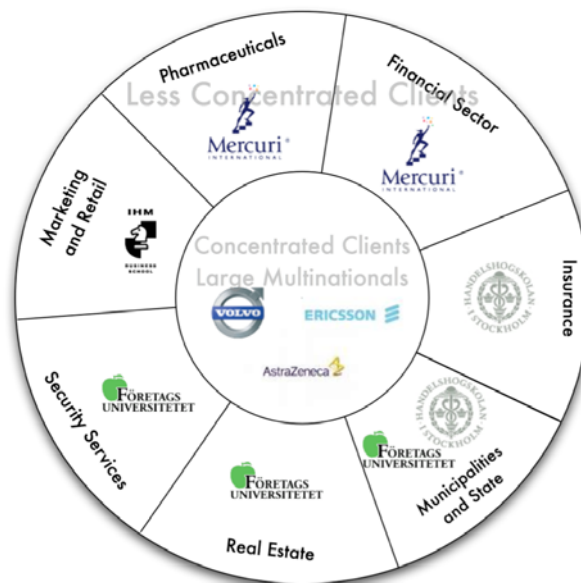 Pharmaceuticals
Financial Sector
Less Concentrated Clients
Mercuri
INTERNATIONAL
Mercuri
INTERNATIONAL
Marketing
and Retail
IHM
BUSINESS
SCHOOL
Concentrated Clients
Large Multinationals
VOLVO
ERICSSON
AstraZeneca
Insurance
HANDELSHÖGSKOLAN
I STOCKHOLM
Security Services
FÖRETAGS
UNIVERSITETET
HANDELSHÖGSKOLAN
I STOCKHOLM
FÖRETAGS
UNIVERSITETET
Municipalities
and State
FÖRETAGS
UNIVERSITETET
Real Estate